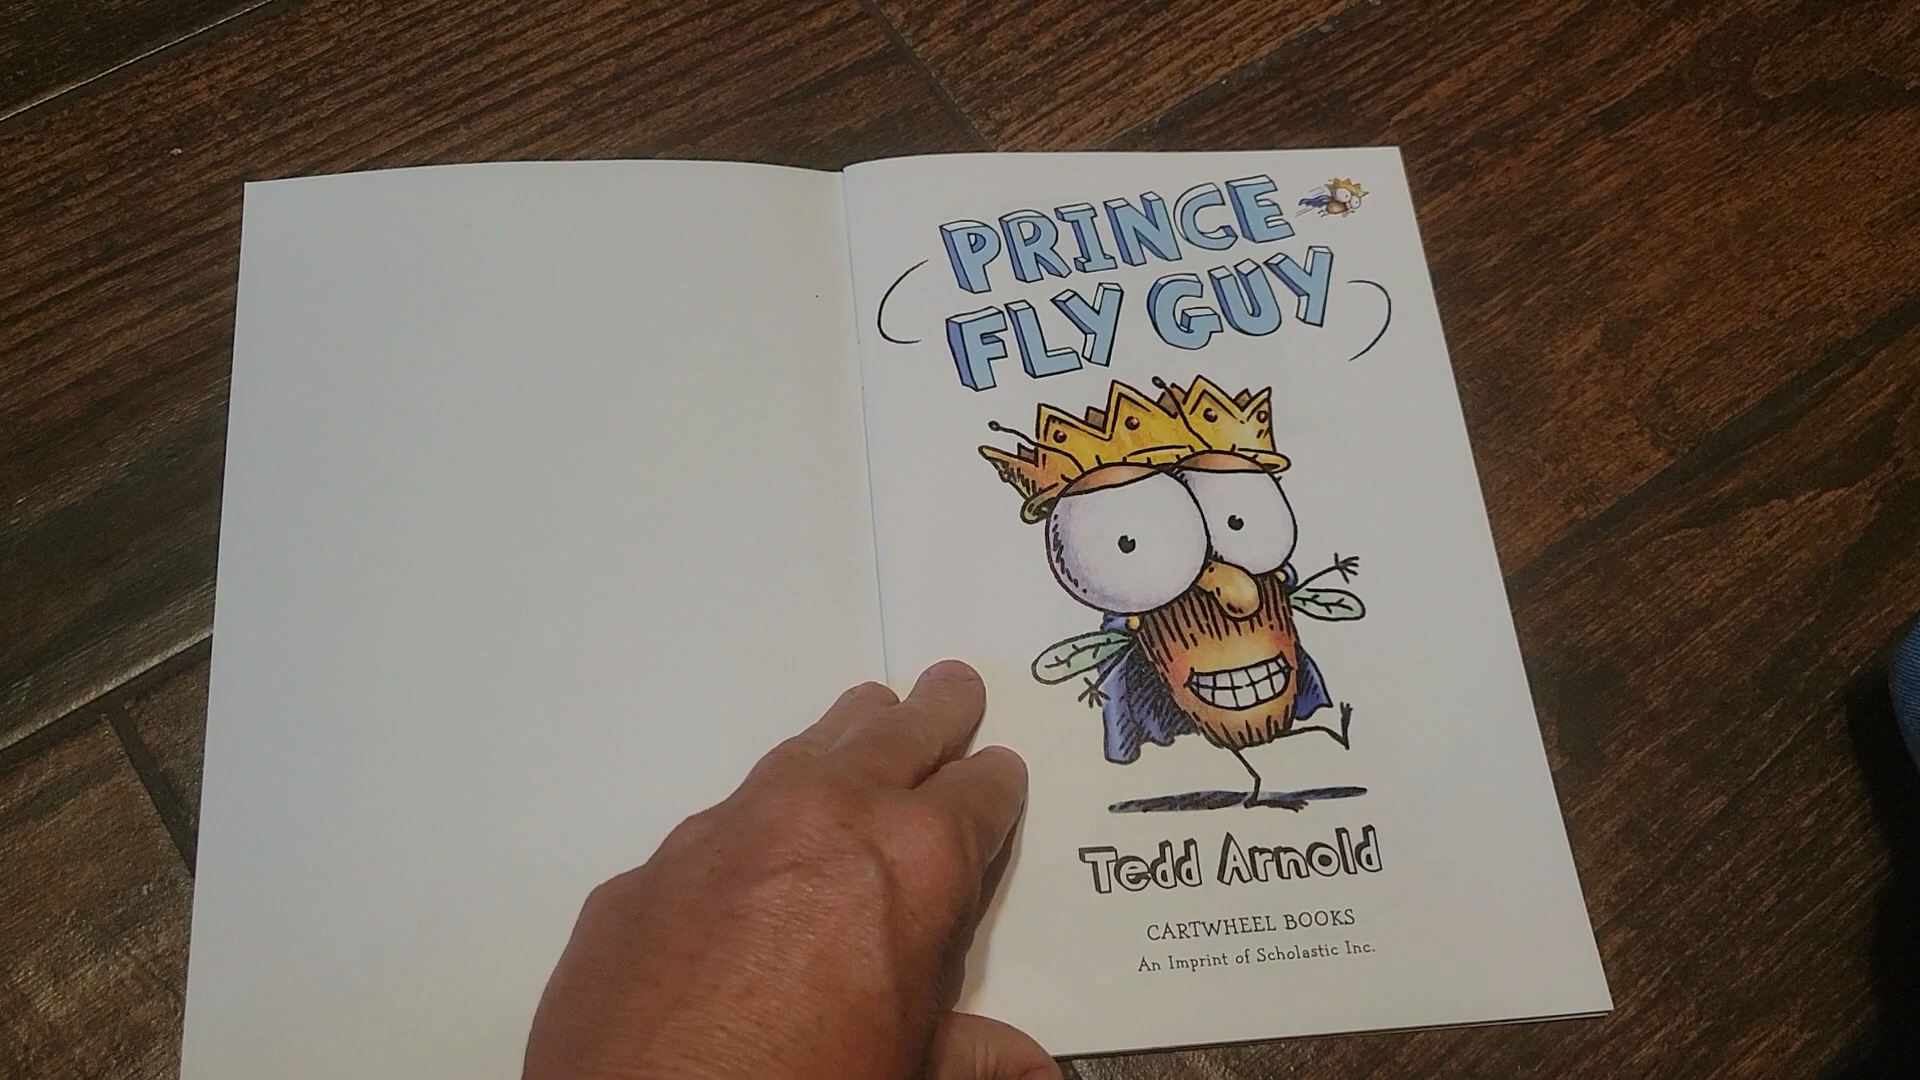 PRINCE
FLY GUY
Tedd Arnold
CARTWHEEL BOOKS
An Imprint of Scholastic Inc.